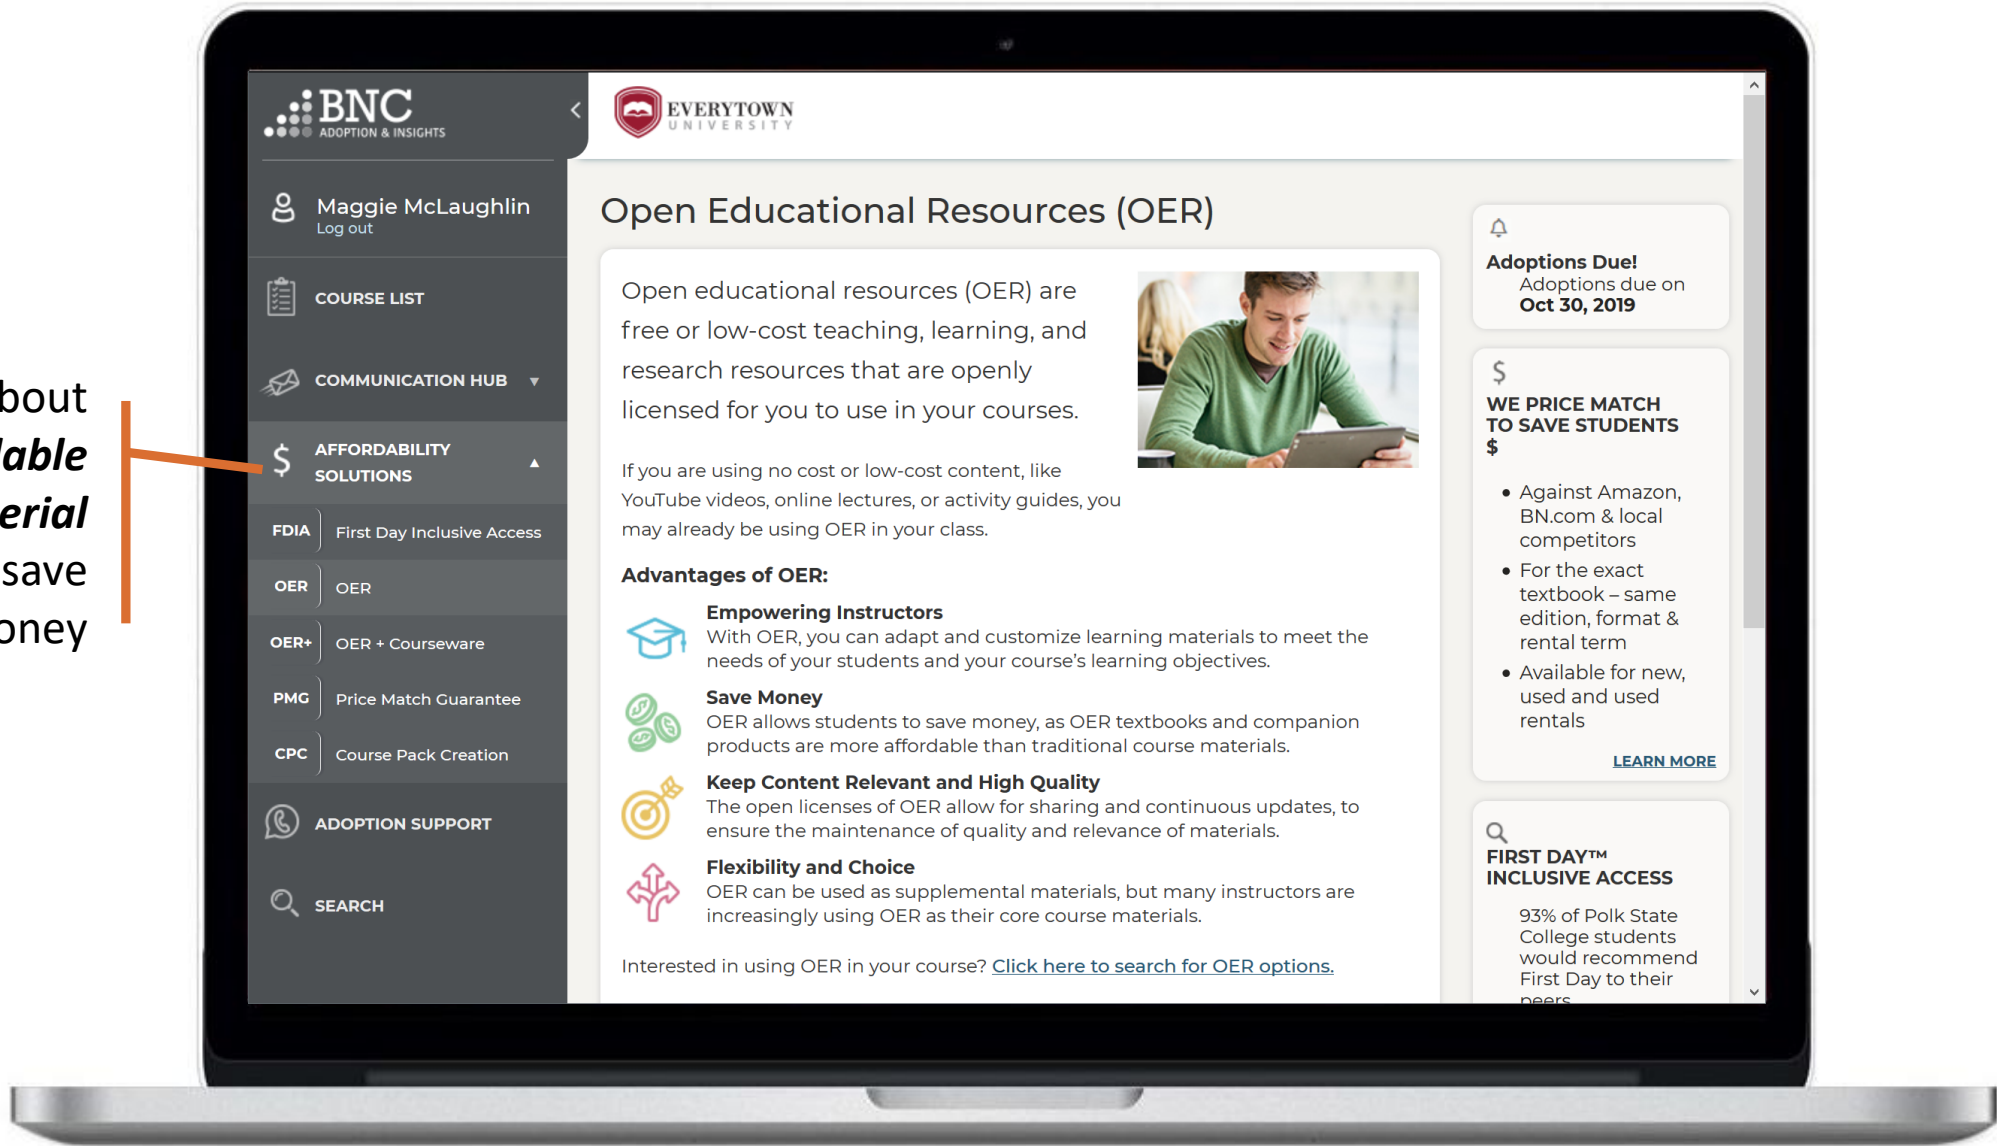 save
BNC
ADOPTION & INSIGHTS
Maggie McLaughlin
Log out
COURSE LIST
COMMUNICATION HUB
$
AFFORDABILITY
SOLUTIONS
FDIA First Day Inclusive Access
OER OER
OER+ OER + Courseware
PMG Price Match Guarantee
CPC Course Pack Creation
ADOPTION SUPPORT
SEARCH
EVERYTOWN
UNIVERSITY
Open Educational Resources (OER)
Open educational resources (OER) are
free or low-cost teaching, learning, and
research resources that are openly
licensed for you to use in your courses.
If you are using no cost or low-cost content, like
YouTube videos, online lectures, or activity guides, you
may already be using OER in your class.
Advantages of OER:
Empowering Instructors
With OER, you can adapt and customize learning materials to meet the
needs of your students and your course's learning objectives.
Save Money
OER allows students to save money, as OER textbooks and companion
products are more affordable than traditional course materials.
Keep Content Relevant and High Quality
The open licenses of OER allow for sharing and continuous updates, to
ensure the maintenance of quality and relevance of materials.
Flexibility and Choice
OER can be used as supplemental materials, but many instructors are
increasingly using OER as their core course materials.
Interested in using OER in your course? Click here to search for OER options.
Adoptions Due!
Adoptions due on
Oct 30, 2019
$
WE PRICE MATCH
TO SAVE STUDENTS
$
• Against Amazon,
BN.com & local
competitors
• For the exact
textbook – same
edition, format &
rental term
• Available for new,
used and used
rentals
LEARN MORE
FIRST DAY™
INCLUSIVE ACCESS
93% of Polk State
College students
would recommend
First Day to their
peers